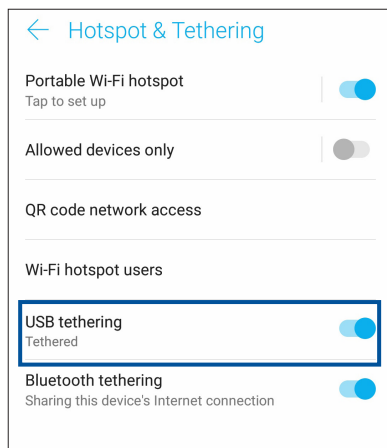 Hotspot & Tethering
Portable Wi-Fi hotspot
Tap to set up
Allowed devices only
QR code network access
Wi-Fi hotspot users
USB tethering
Tethered
Bluetooth tethering
Sharing this device's Internet connection